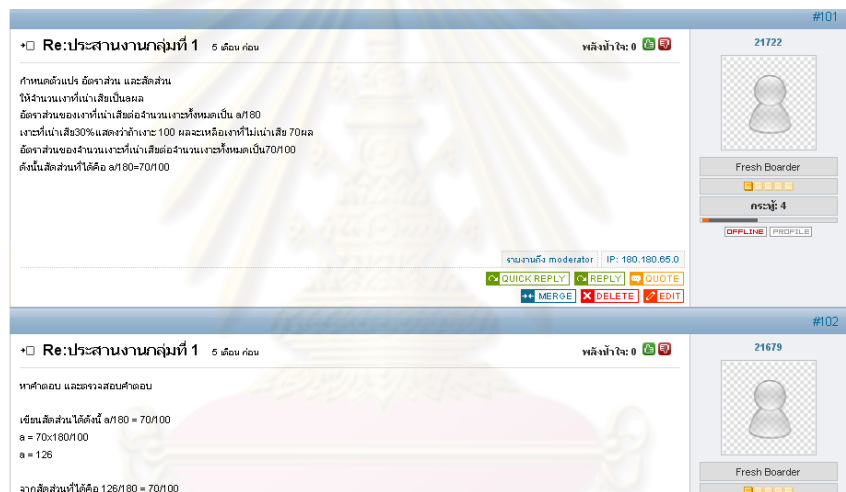 #101
Re:ประสานงานกลุ่มที่ 1 5 เดือน ก่อน
พลังน้ำใจ: 0
21722
กำหนดตัวแปร อัตราส่วน และสัดส่วน
ให้จำนวนเงาที่เน่าเสียเป็นaผล
อัตราส่วนของเงาที่เน่าเสียต่อจำนวนเงาะทั้งหมดเป็น a/180
เงาะที่เน่าเสีย30%แสดงว่าถ้าเงาะ 100 ผลจะเหลือเงาที่ไม่เน่าเสีย 70ผล
อัตราส่วนของจำนวนเงาะที่เน่าเสียต่อจำนวนเงาะทั้งหมดเป็น70/100
ดังนั้นสัดส่วนที่ได้คือ a/180=70/100
Fresh Boarder
กระทู้: 4
OFFLINE PROFILE
รายงานถึง moderator IP: 180.180.65.0
QUICK REPLY REPLY QUOTE
MERGE DELETE EDIT
#102
Re:ประสานงานกลุ่มที่ 1 5 เดือน ก่อน
พลังน้ำใจ: 0
21679
หาคำตอบ และตรวจสอบคำตอบ
เขียนสัดส่วนได้ดังนี้ a/180 = 70/100
a = 70x180/100
a = 126
จากสัดส่วนที่ได้คือ 126/180 = 70/100
Fresh Boarder